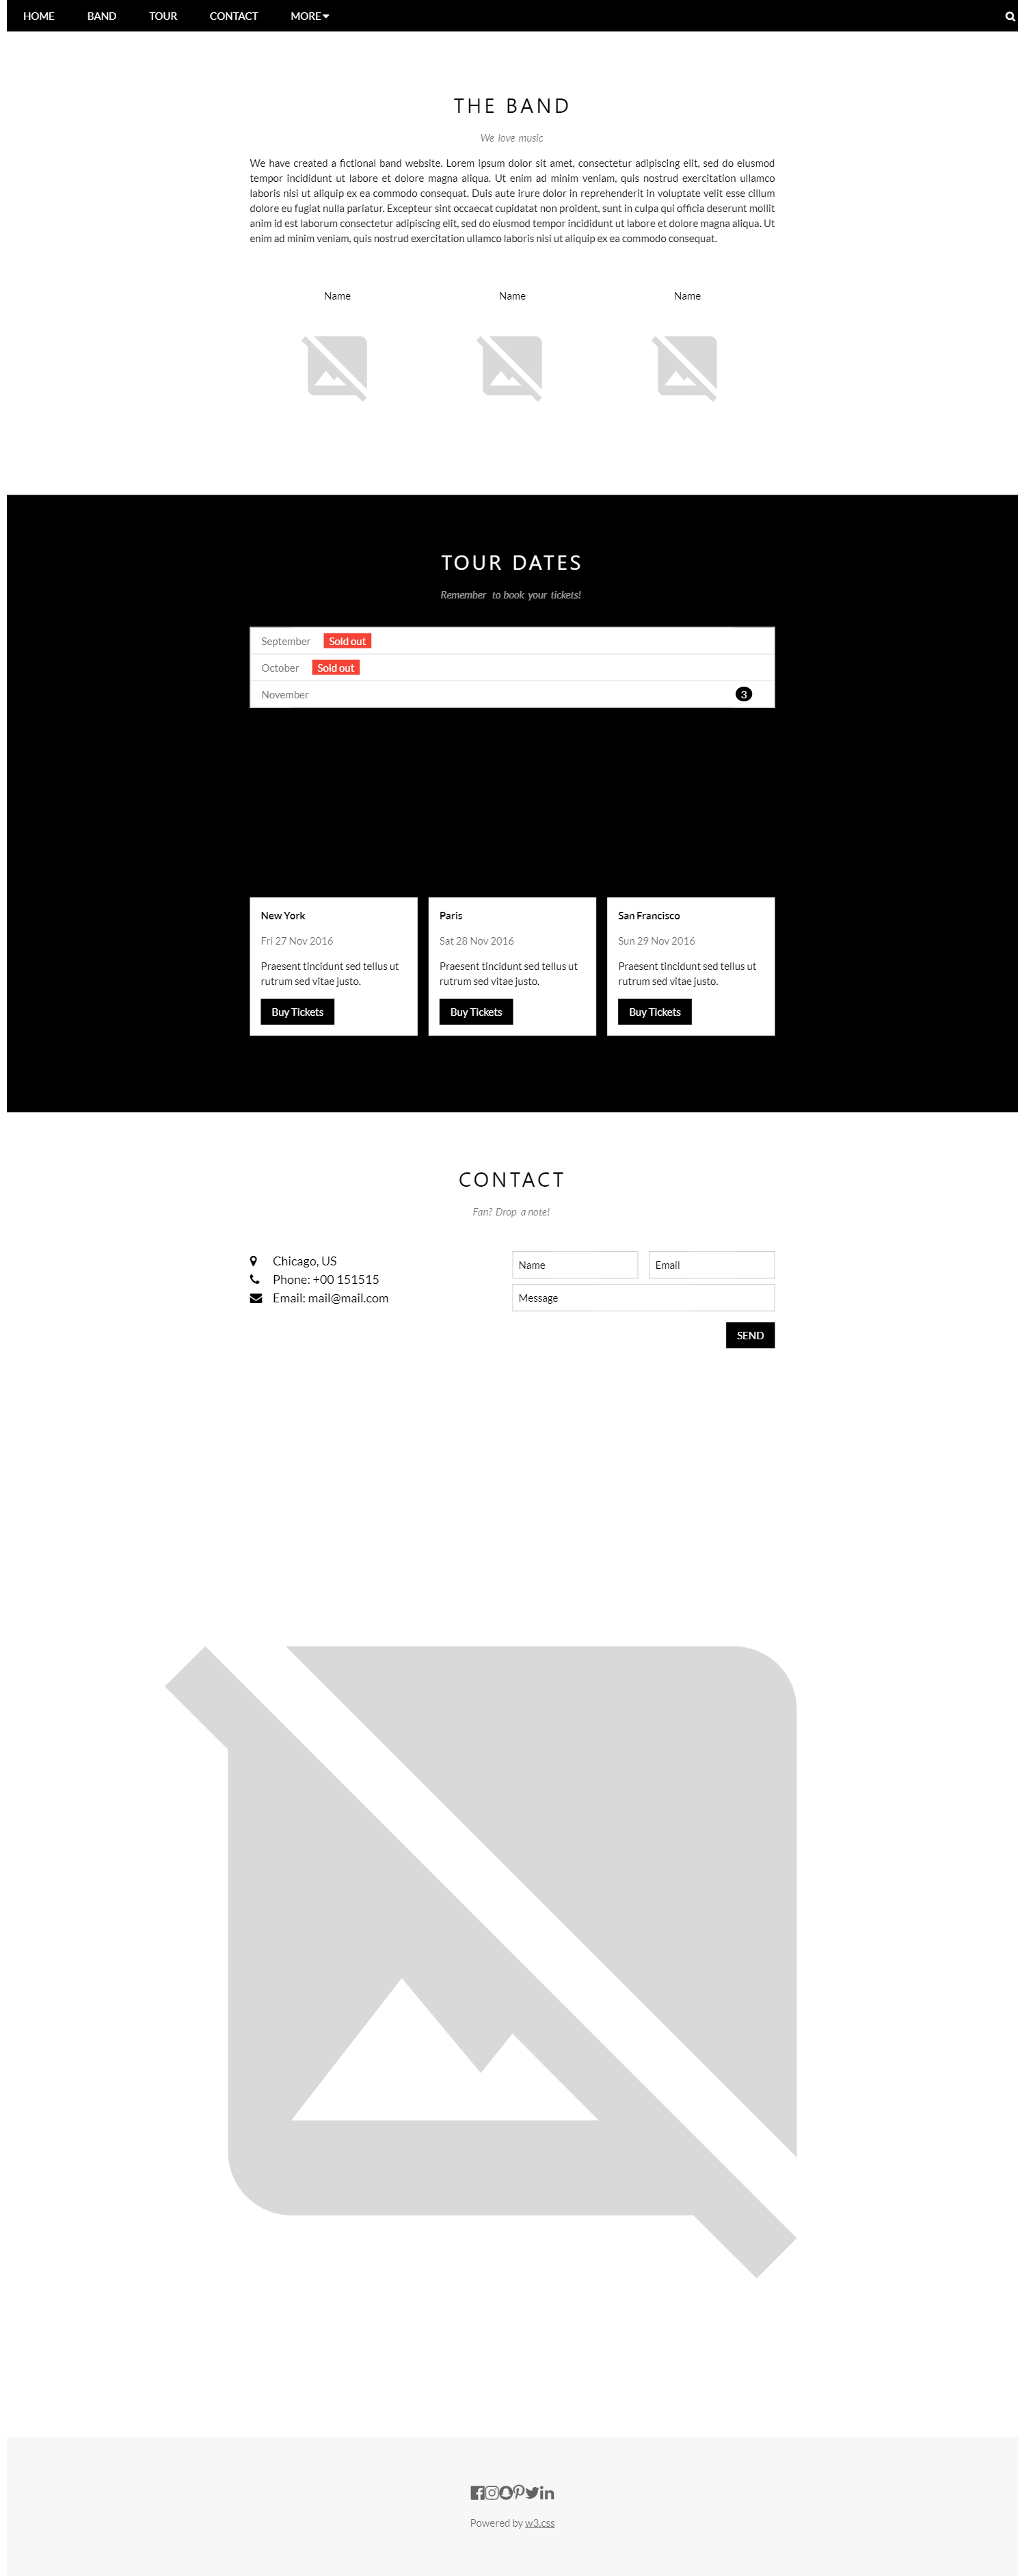 HOME BAND TOUR CONTACT MORE
THE BAND
We love music
We have created a fictional band website. Lorem ipsum dolor sit amet, consectetur adipiscing elit, sed do eiusmod
tempor incididunt ut labore et dolore magna aliqua. Ut enim ad minim veniam, quis nostrud exercitation ullamco
laboris nisi ut aliquip ex ea commodo consequat. Duis aute irure dolor in reprehenderit in voluptate velit esse cillum
dolore eu fugiat nulla pariatur. Excepteur sint occaecat cupidatat non proident, sunt in culpa qui officia deserunt mollit
anim id est laborum consectetur adipiscing elit, sed do eiusmod tempor incididunt ut labore et dolore magna aliqua. Ut
enim ad minim veniam, quis nostrud exercitation ullamco laboris nisi ut aliquip ex ea commodo consequat.
Name Name Name
TOUR DATES
Remember to book your tickets!
September Sold out
October Sold out
November 3
New York
Fri 27 Nov 2016
Praesent tincidunt sed tellus ut
rutrum sed vitae justo.
Buy Tickets
Paris
Sat 28 Nov 2016
Praesent tincidunt sed tellus ut
rutrum sed vitae justo.
Buy Tickets
San Francisco
Sun 29 Nov 2016
Praesent tincidunt sed tellus ut
rutrum sed vitae justo.
Buy Tickets
CONTACT
Fan? Drop a note!
Chicago, US
Phone: +00 151515
Email: mail@mail.com
Name Email
Message
SEND
Powered by w3.css